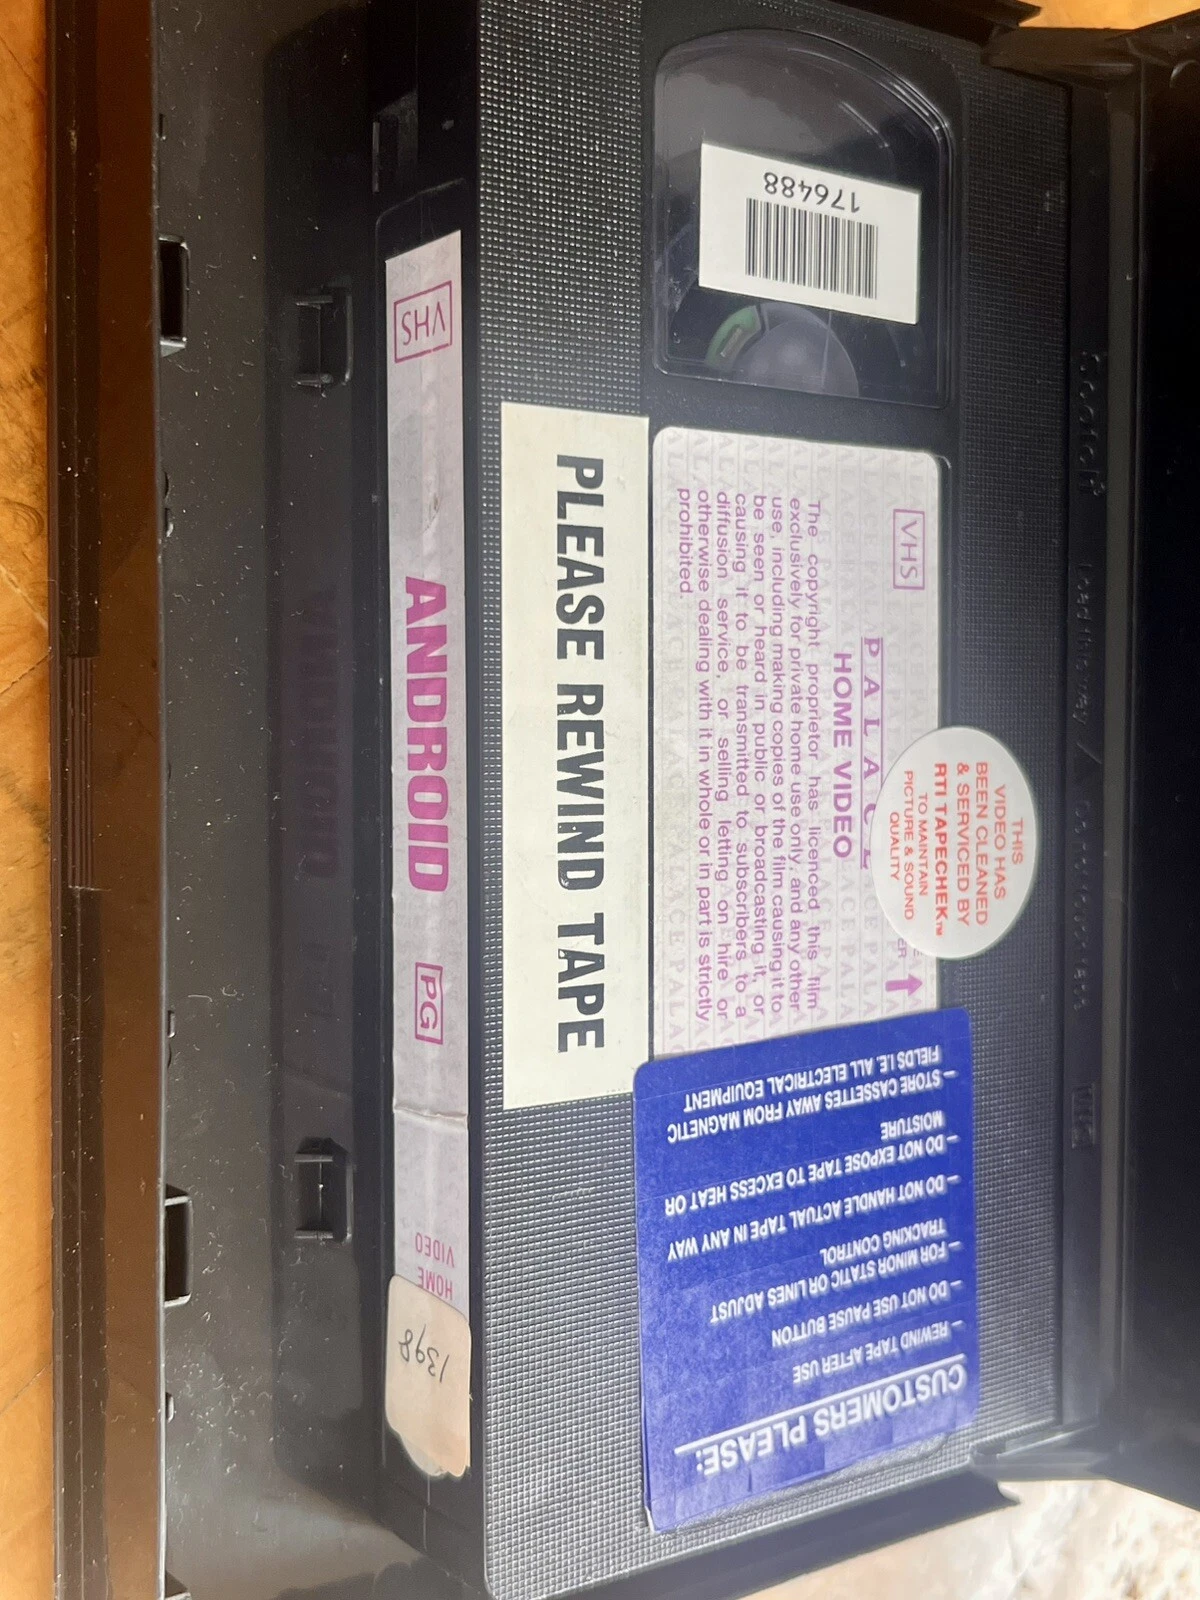 VHS
ANDROID
PG
HOME
VIDEO
1398
PLEASE REWIND TAPE
176488
VHS
PALACE
HOME VIDEO
The copyright proprietor has licenced this film
exclusively for private home use only, and any other
use, including making copies of the film causing it to
be seen or heard in public or broadcasting it, or
causing it to be transmitted to subscribers to a
diffusion service, or selling letting on hire or
otherwise dealing with it in whole or in part is strictly
prohibited.
THIS
VIDEO HAS
BEEN CLEANED
& SERVICED BY
RTI TAPECHEK™
TO MAINTAIN
PICTURE & SOUND
QUALITY
CUSTOMERS PLEASE:
– REWIND TAPE AFTER USE
– DO NOT USE PAUSE BUTTON
– FOR MINOR STATIC OR LINES ADJUST
TRACKING CONTROL
– DO NOT HANDLE ACTUAL TAPE IN ANY WAY
– DO NOT EXPOSE TAPE TO EXCESS HEAT OR
MOISTURE
– STORE CASSETTES AWAY FROM MAGNETIC
FIELDS I.E. ALL ELECTRICAL EQUIPMENT
Scotch
VHS